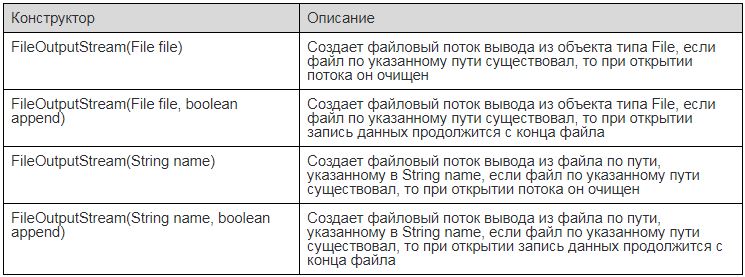 Конструктор
Описание
FileOutputStream(File file)
Создает файловый поток вывода из объекта типа File, если
файл по указанному пути существовал, то при открытии
потока он очищен
FileOutputStream(File file, boolean
append)
Создает файловый поток вывода из объекта типа File, если
файл по указанному пути существовал, то при открытии
запись данных продолжится с конца файла
FileOutputStream(String name)
Создает файловый поток вывода из файла по пути,
указанному в String name, если файл по указанному пути
существовал, то при открытии потока он очищен
FileOutputStream(String name, boolean
append)
Создает файловый поток вывода из файла по пути,
указанному в String name, если файл по указанному пути
существовал, то при открытии запись данных продолжится с
конца файла